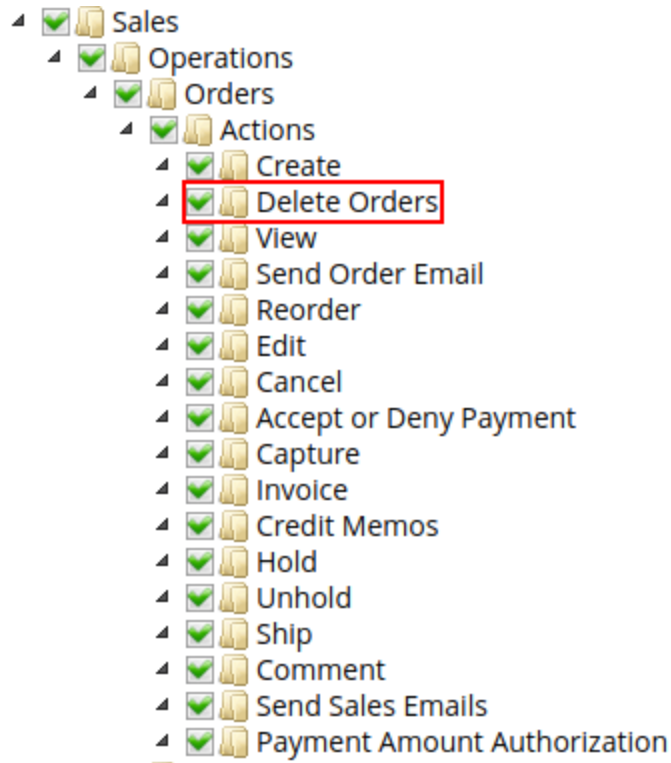 Sales
Operations
Orders
Actions
Create
Delete Orders
View
Send Order Email
Reorder
Edit
Cancel
Accept or Deny Payment
Capture
Invoice
Credit Memos
Hold
Unhold
Ship
Comment
Send Sales Emails
Payment Amount Authorization